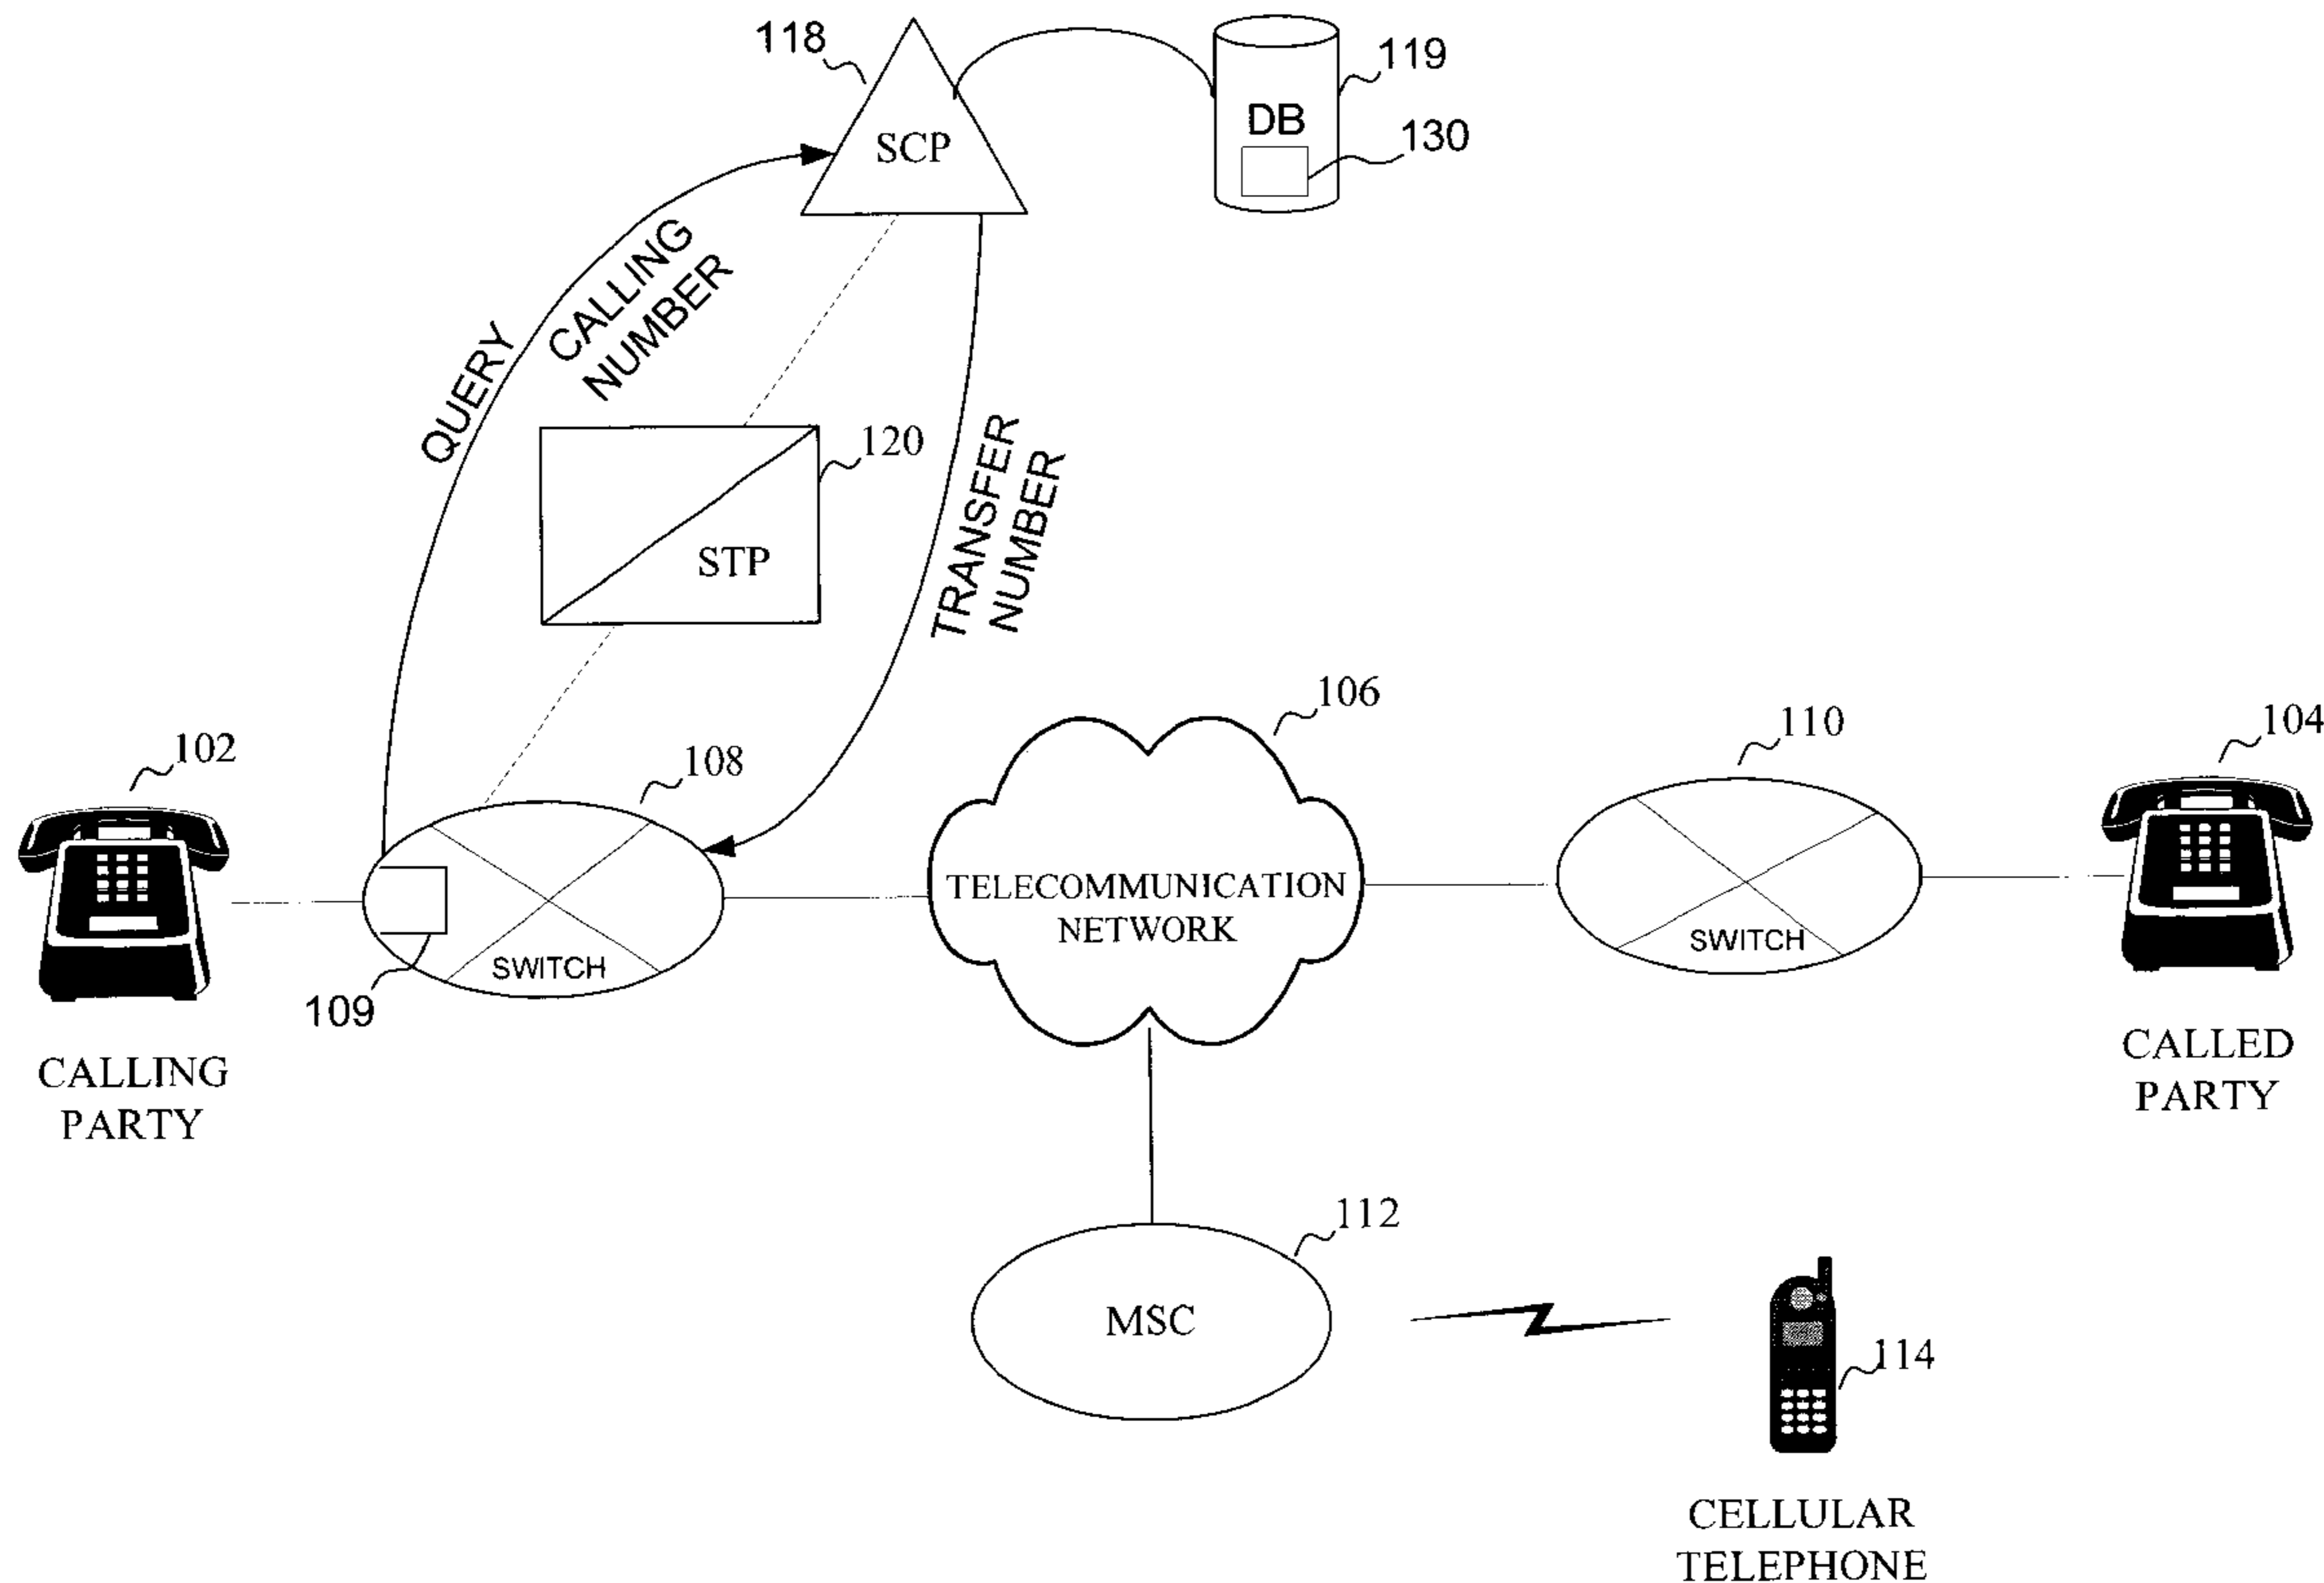 118
119
DB
130
SCP
QUERY
CALLING
NUMBER
120
STP
TRANSFER
NUMBER
106
110
104
102
108
TELECOMMUNICATION
NETWORK
SWITCH
SWITCH
109
CALLING
PARTY
CALLED
PARTY
112
MSC
114
CELLULAR
TELEPHONE